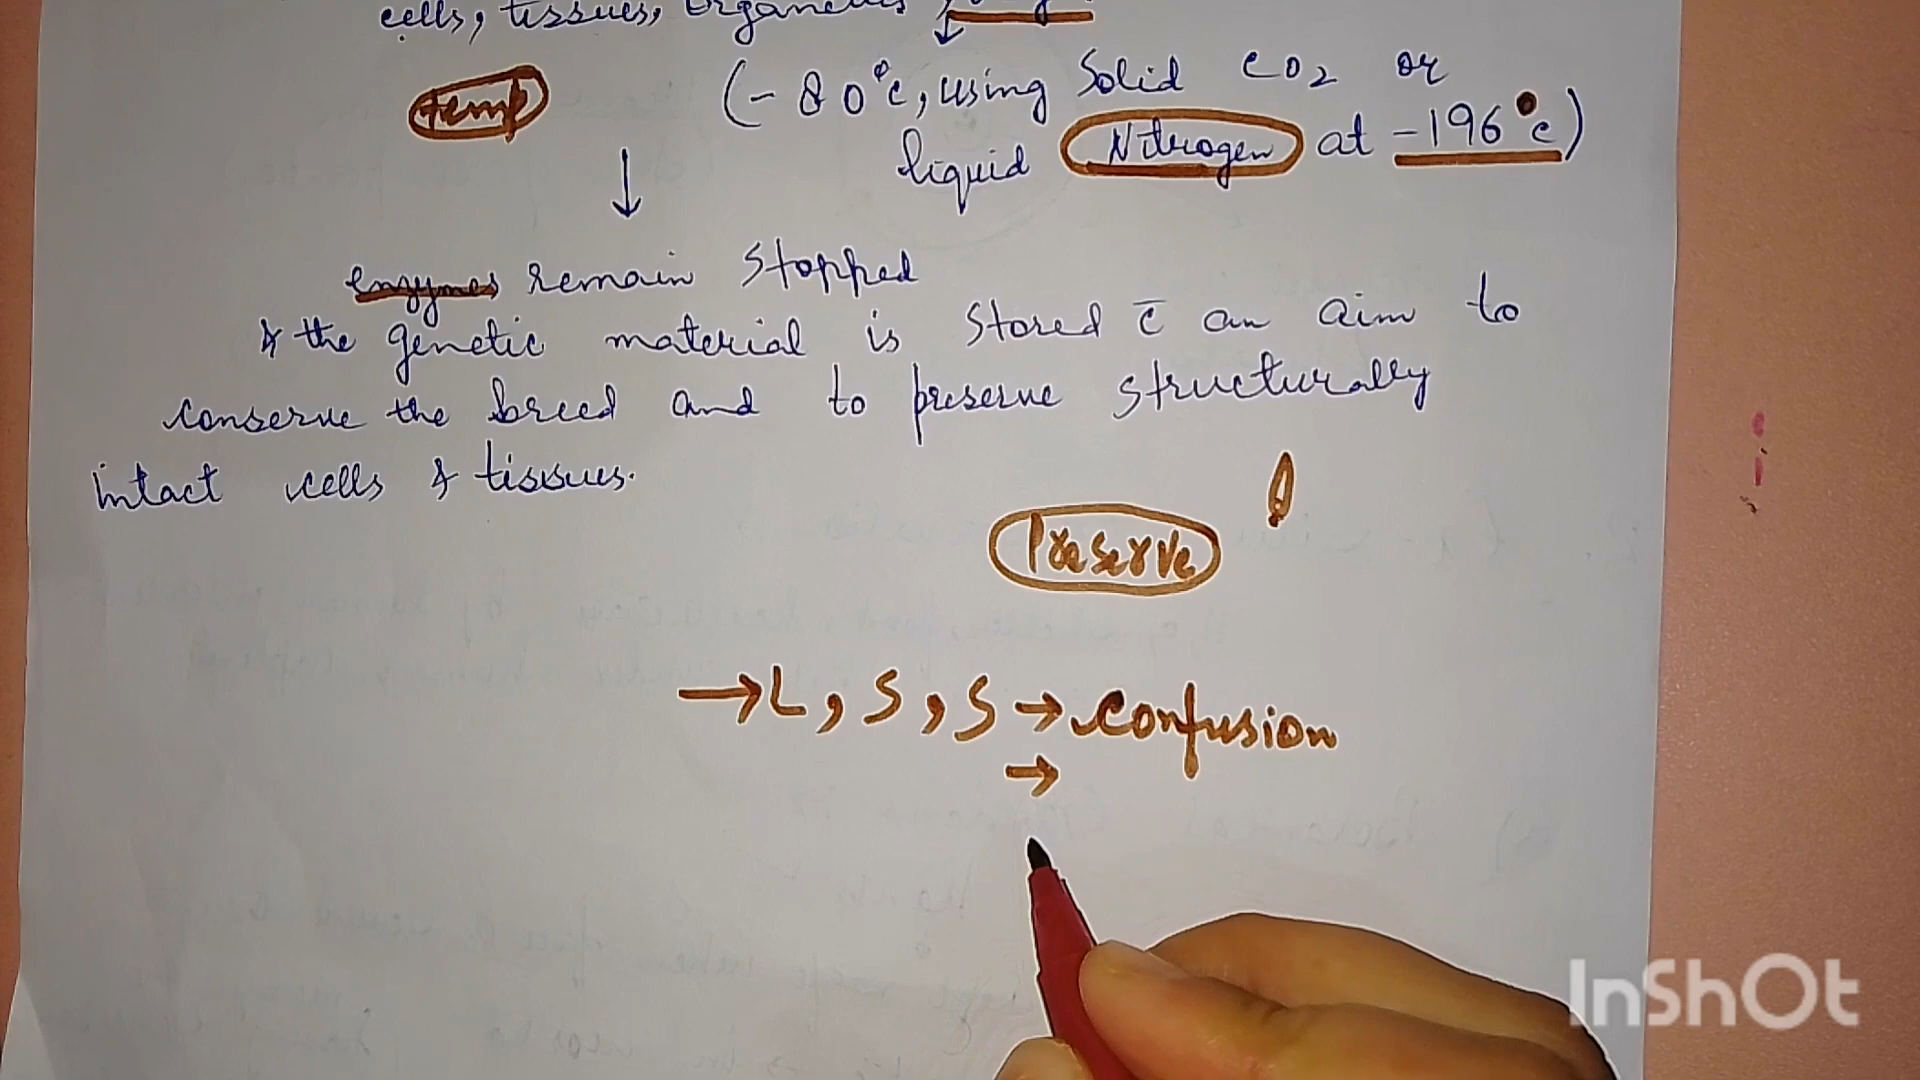 cells, tissues, organelles,
temp
(- 80°c, using Solid CO2 or
liquid Nitrogen at -196°c)
enzymes remain stopped
& the genetic material is stored c̄ an aim to
conserve the breed and to preserve structurally
intact cells & tissues.
Preserve
→ L, S, S → confusion
→
InShOt